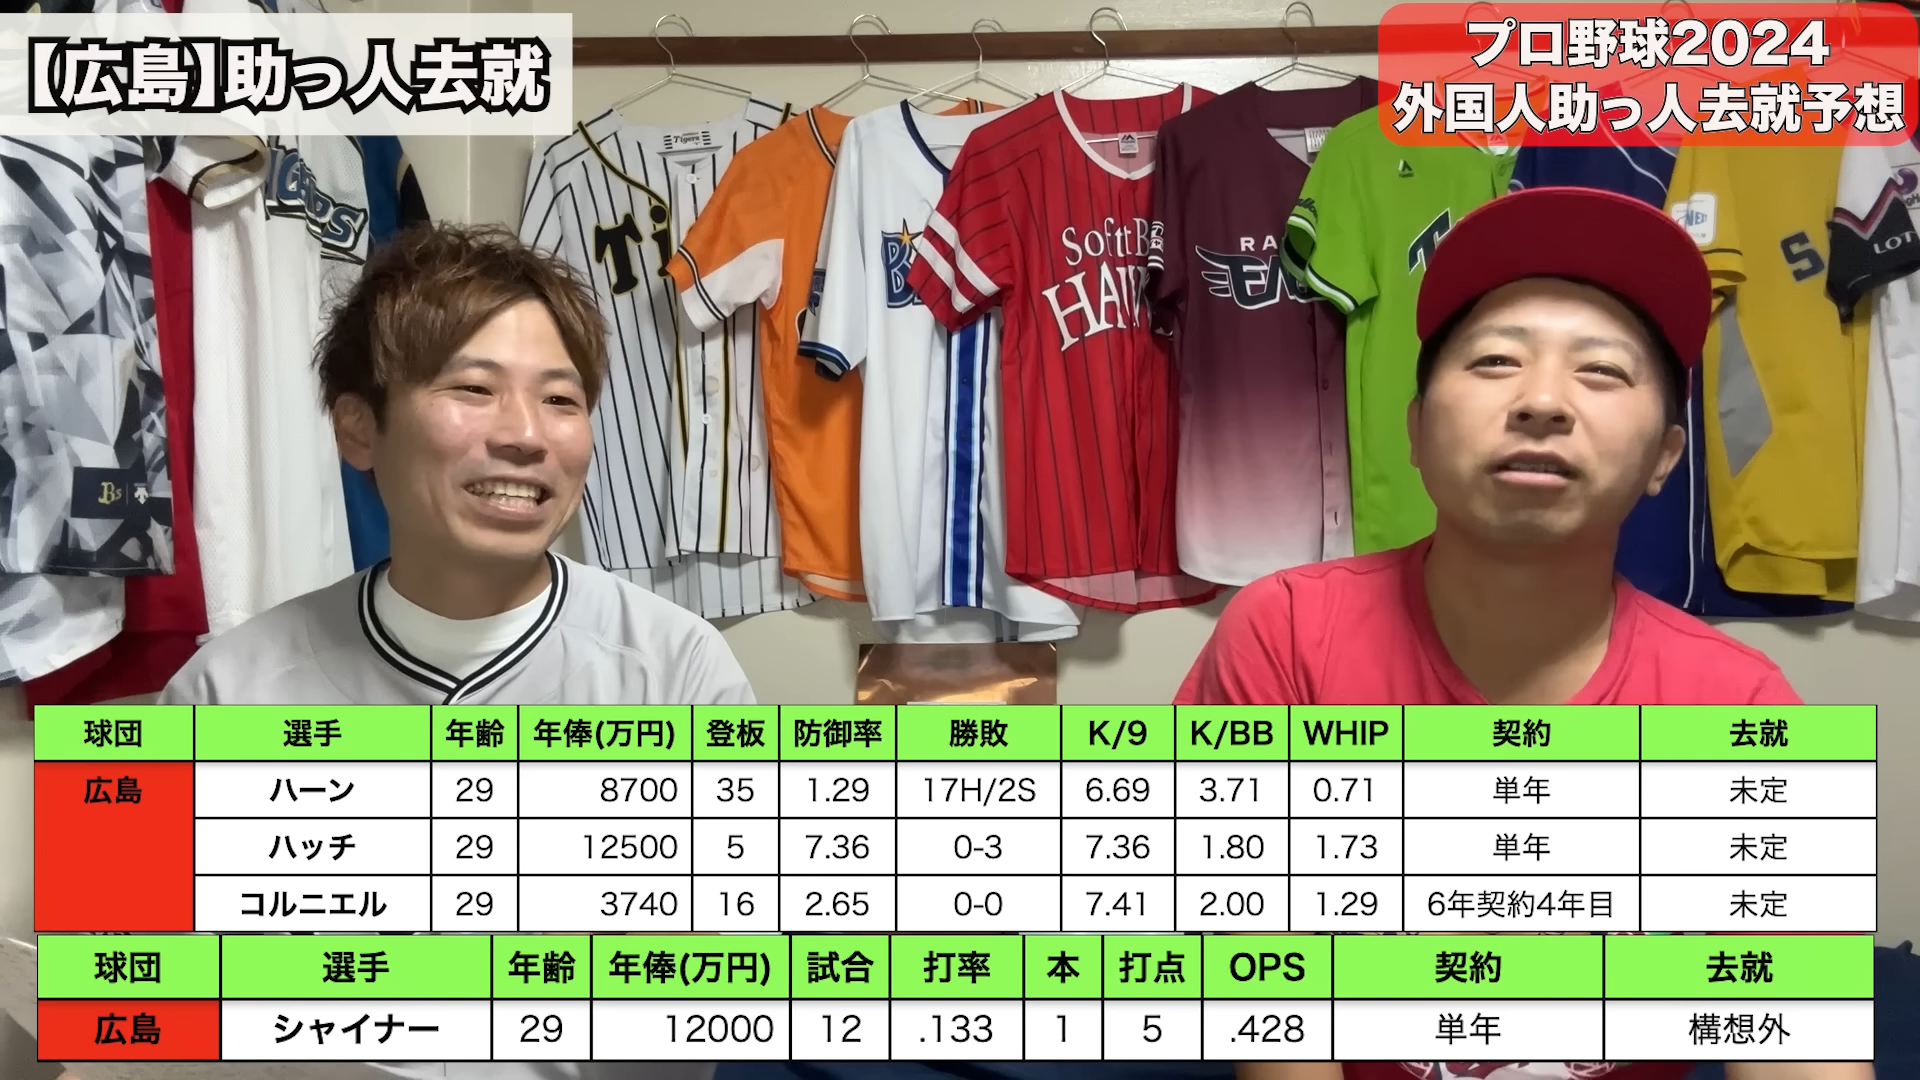 【広島】助っ人去就
プロ野球2024
外国人助っ人去就予想
Tigers
Ti
SoftB
HAW
RA
EA
LOT
Bs
球団 選手 年齢 年俸(万円) 登板 防御率 勝敗 K/9 K/BB WHIP 契約 去就
広島 ハーン 29 8700 35 1.29 17H/2S 6.69 3.71 0.71 単年 未定
ハッチ 29 12500 5 7.36 0-3 7.36 1.80 1.73 単年 未定
コルニエル 29 3740 16 2.65 0-0 7.41 2.00 1.29 6年契約4年目 未定
球団 選手 年齢 年俸(万円) 試合 打率 本 打点 OPS 契約 去就
広島 シャイナー 29 12000 12 .133 1 5 .428 単年 構想外